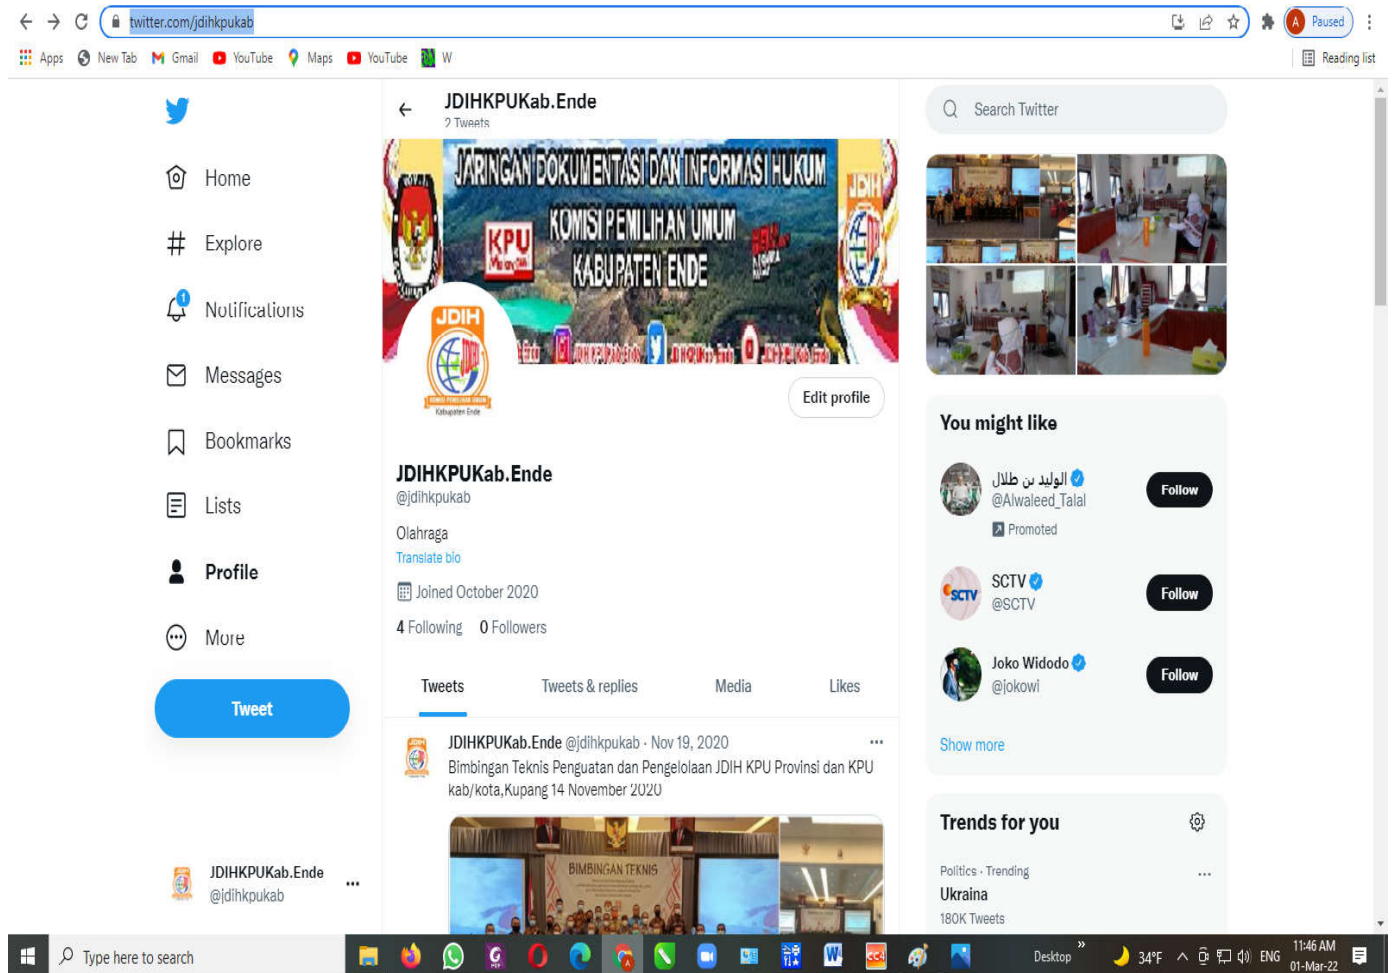 twitter.com/jdihkpukab
Paused
Apps
New Tab
Gmail
YouTube
Maps
YouTube
W
Reading list
JDIHKPUKab.Ende
2 Tweets
Search Twitter
Home
Explore
Notifications
1
Messages
Bookmarks
Lists
Profile
More
Tweet
JDIHKPUKab.Ende
@jdihkpukab
JARINGAN DOKUMENTASI DAN INFORMASI HUKUM
KOMISI PEMILIHAN UMUM
KABUPATEN ENDE
KPU
JDIH
JDIH
Kabupaten Ende
Edit profile
JDIHKPUKab.Ende
@jdihkpukab
Olahraga
Translate bio
Joined October 2020
4 Following 0 Followers
Tweets
Tweets & replies
Media
Likes
JDIHKPUKab.Ende @jdihkpukab · Nov 19, 2020
Bimbingan Teknis Penguatan dan Pengelolaan JDIH KPU Provinsi dan KPU
kab/kota,Kupang 14 November 2020
BIMBINGAN TEKNIS
You might like
الوليد بن طلال
@Alwaleed_Talal
Promoted
Follow
SCTV
SCTV
@SCTV
Follow
Joko Widodo
@jokowi
Follow
Show more
Trends for you
Politics · Trending
Ukraina
180K Tweets
Type here to search
Desktop
34°F
ENG
11:46 AM
01-Mar-22